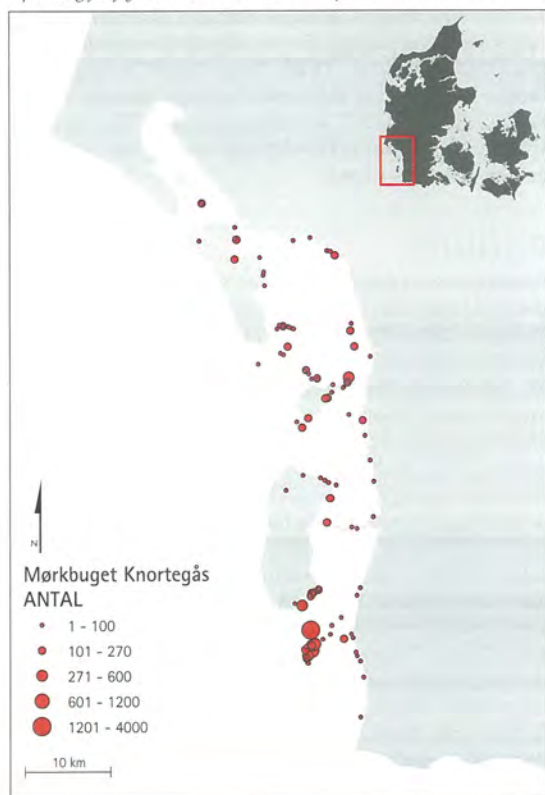 N
Mørkbuget Knortegås
ANTAL
1 - 100
101 - 270
271 - 600
601 - 1200
1201 - 4000
10 km